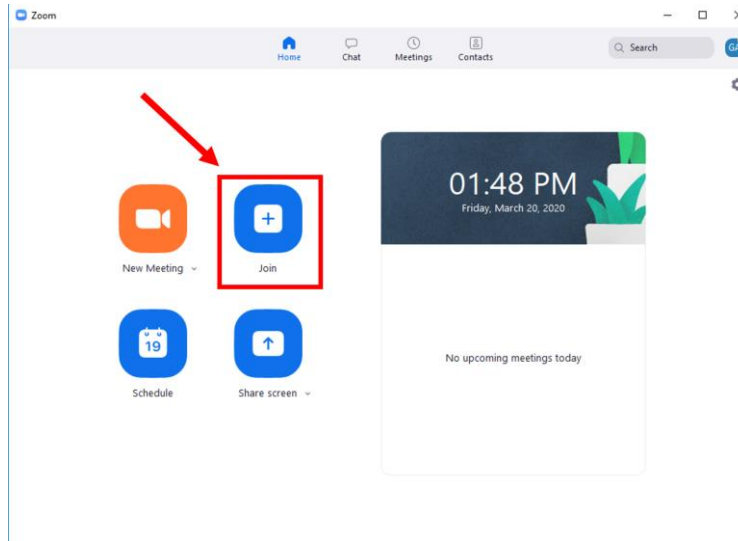 Zoom
Home
Chat
Meetings
Contacts
Search
GA
01:48 PM
Friday, March 20, 2020
New Meeting
Join
19
Schedule
Share screen
No upcoming meetings today